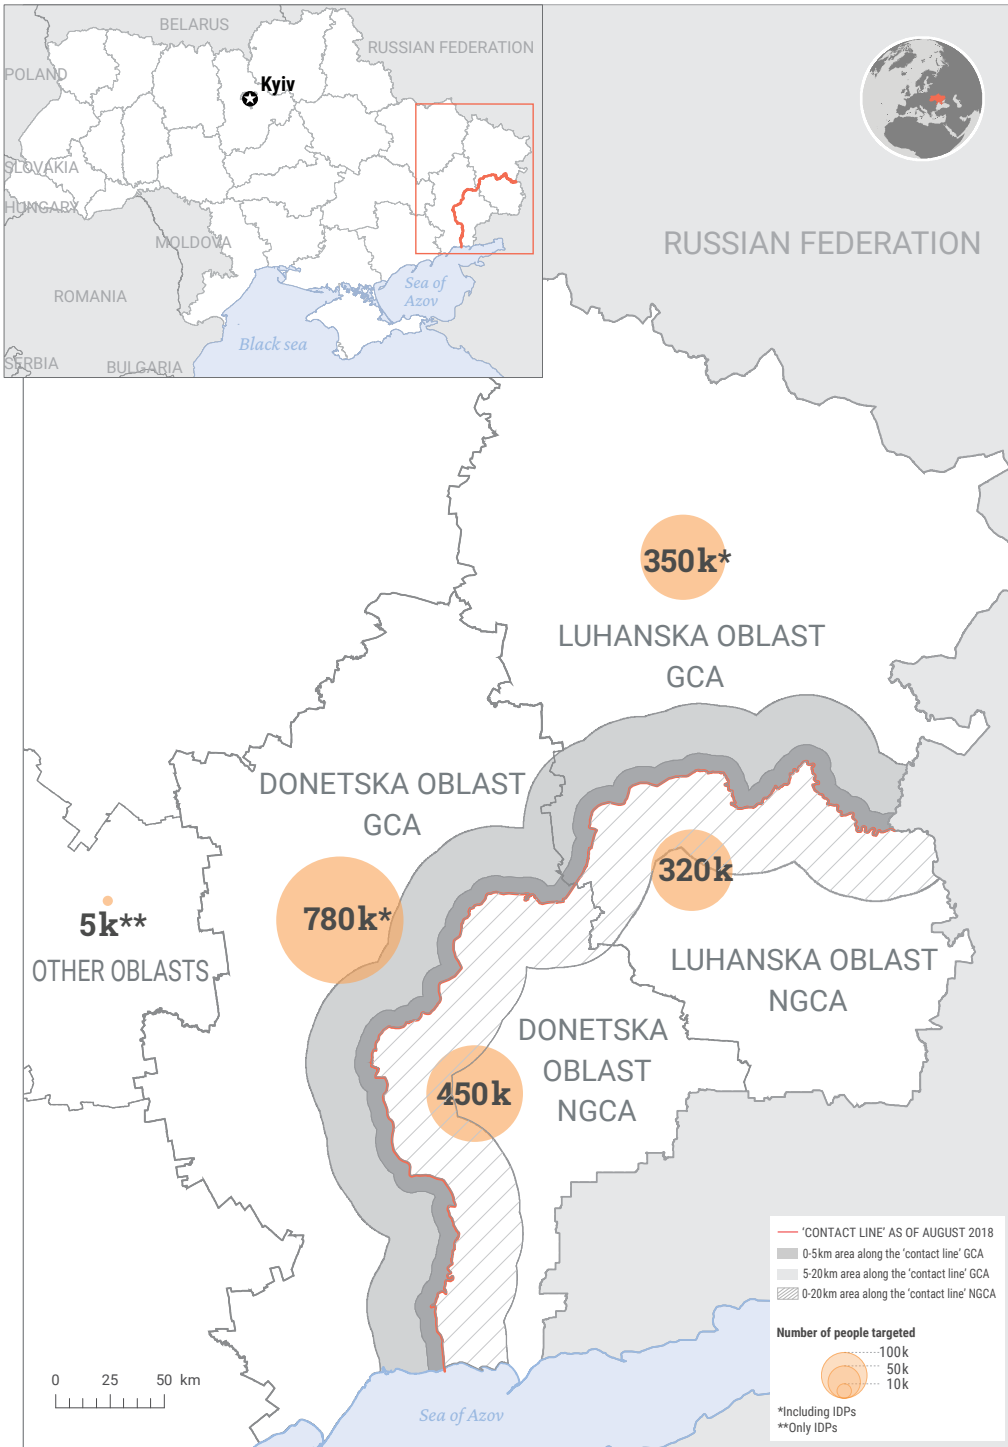 BELARUS
RUSSIAN FEDERATION
POLAND
Kyiv
SLOVAKIA
HUNGARY
MOLDOVA
ROMANIA
Sea of
Azov
Black sea
SERBIA
BULGARIA
RUSSIAN FEDERATION
350k*
LUHANSKA OBLAST
GCA
DONETSKA OBLAST
GCA
780k*
320k
5k**
OTHER OBLASTS
LUHANSKA OBLAST
NGCA
DONETSKA
OBLAST
NGCA
450k
'CONTACT LINE' AS OF AUGUST 2018
0-5km area along the 'contact line' GCA
5-20km area along the 'contact line' GCA
0-20km area along the 'contact line' NGCA
Number of people targeted
100k
50k
10k
*Including IDPs
**Only IDPs
0 25 50 km
Sea of Azov